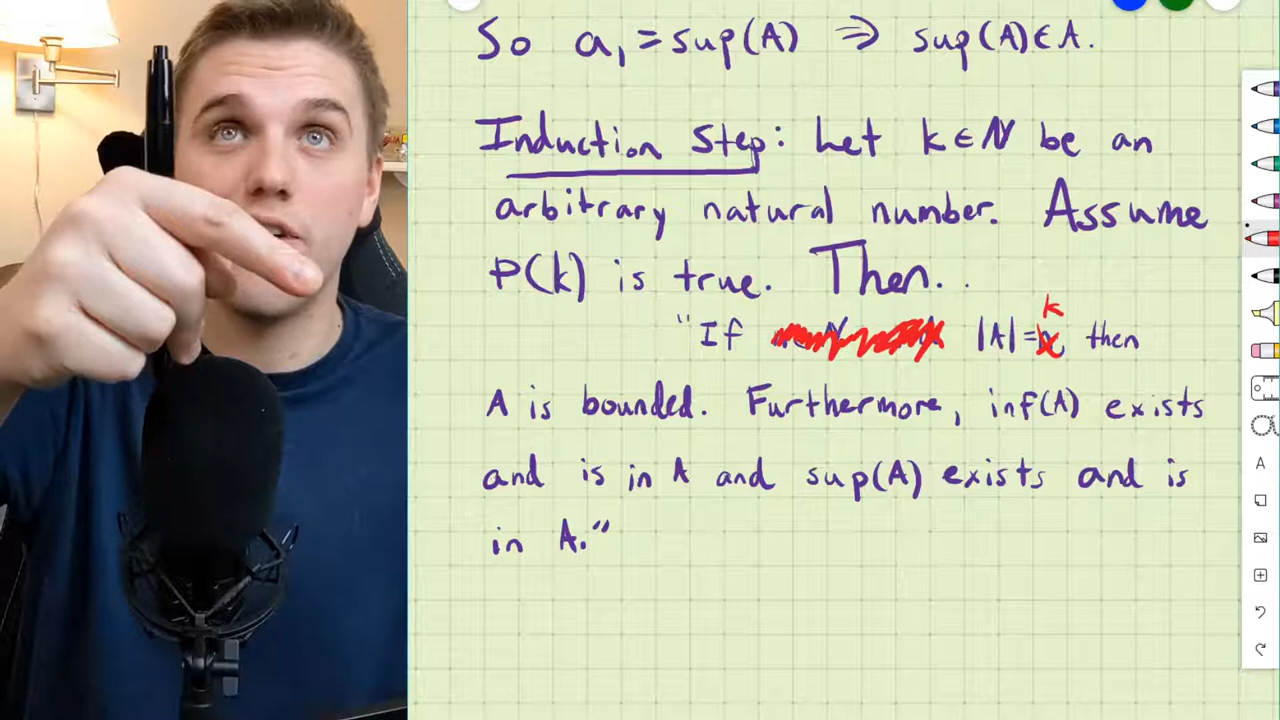 So a₁ = sup(A) ⇒ sup(A) ∈ A.
Induction Step: Let k ∈ ℕ be an
arbitrary natural number. Assume
P(k) is true. Then..
"If |A| = k then
A is bounded. Furthermore, inf(A) exists
and is in A and sup(A) exists and is
in A."